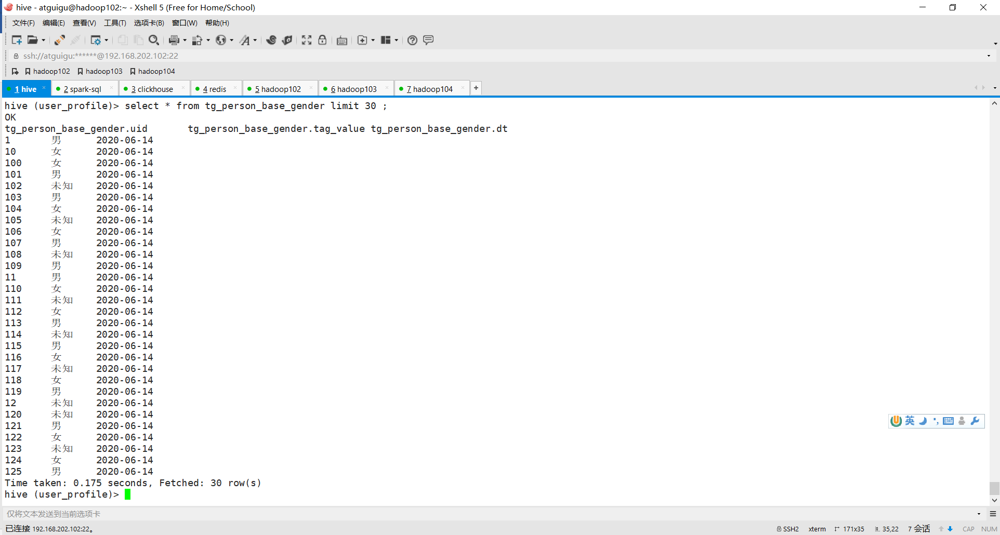 hive - atguigu@hadoop102:~ - Xshell 5 (Free for Home/School)
文件(F) 编辑(E) 查看(V) 工具(T) 选项卡(B) 窗口(W) 帮助(H)
ssh://atguigu:******@192.168.202.102:22
hadoop102 hadoop103 hadoop104
1 hive × 2 spark-sql × 3 clickhouse × 4 redis × 5 hadoop102 × 6 hadoop103 × 7 hadoop104 × +
hive (user_profile)> select * from tg_person_base_gender limit 30 ;
OK
tg_person_base_gender.uid tg_person_base_gender.tag_value tg_person_base_gender.dt
1 男 2020-06-14
10 女 2020-06-14
100 女 2020-06-14
101 男 2020-06-14
102 未知 2020-06-14
103 男 2020-06-14
104 女 2020-06-14
105 未知 2020-06-14
106 女 2020-06-14
107 男 2020-06-14
108 未知 2020-06-14
109 男 2020-06-14
11 男 2020-06-14
110 女 2020-06-14
111 未知 2020-06-14
112 女 2020-06-14
113 男 2020-06-14
114 未知 2020-06-14
115 男 2020-06-14
116 女 2020-06-14
117 未知 2020-06-14
118 女 2020-06-14
119 男 2020-06-14
12 未知 2020-06-14
120 未知 2020-06-14
121 男 2020-06-14
122 女 2020-06-14
123 未知 2020-06-14
124 女 2020-06-14
125 男 2020-06-14
Time taken: 0.175 seconds, Fetched: 30 row(s)
hive (user_profile)>
英
仅将文本发送到当前选项卡
已连接 192.168.202.102:22。 SSH2 xterm 171x35 35,22 7 会话 CAP NUM